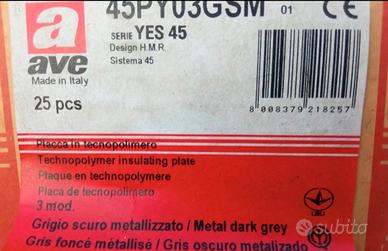 45PY03GSM 01 CE
a
ave
Made in Italy
SERIE YES 45
Design H.M.R.
Sistema 45
25 pcs
8 008379 218257
Placca in tecnopolimero
Technopolymer insulating plate
Plaque en technopolymere
Placa de tecnopolimero
3 mod.
Grigio scuro metallizzato / Metal dark grey
Gris foncé métallisé / Gris oscuro metalizado
subito